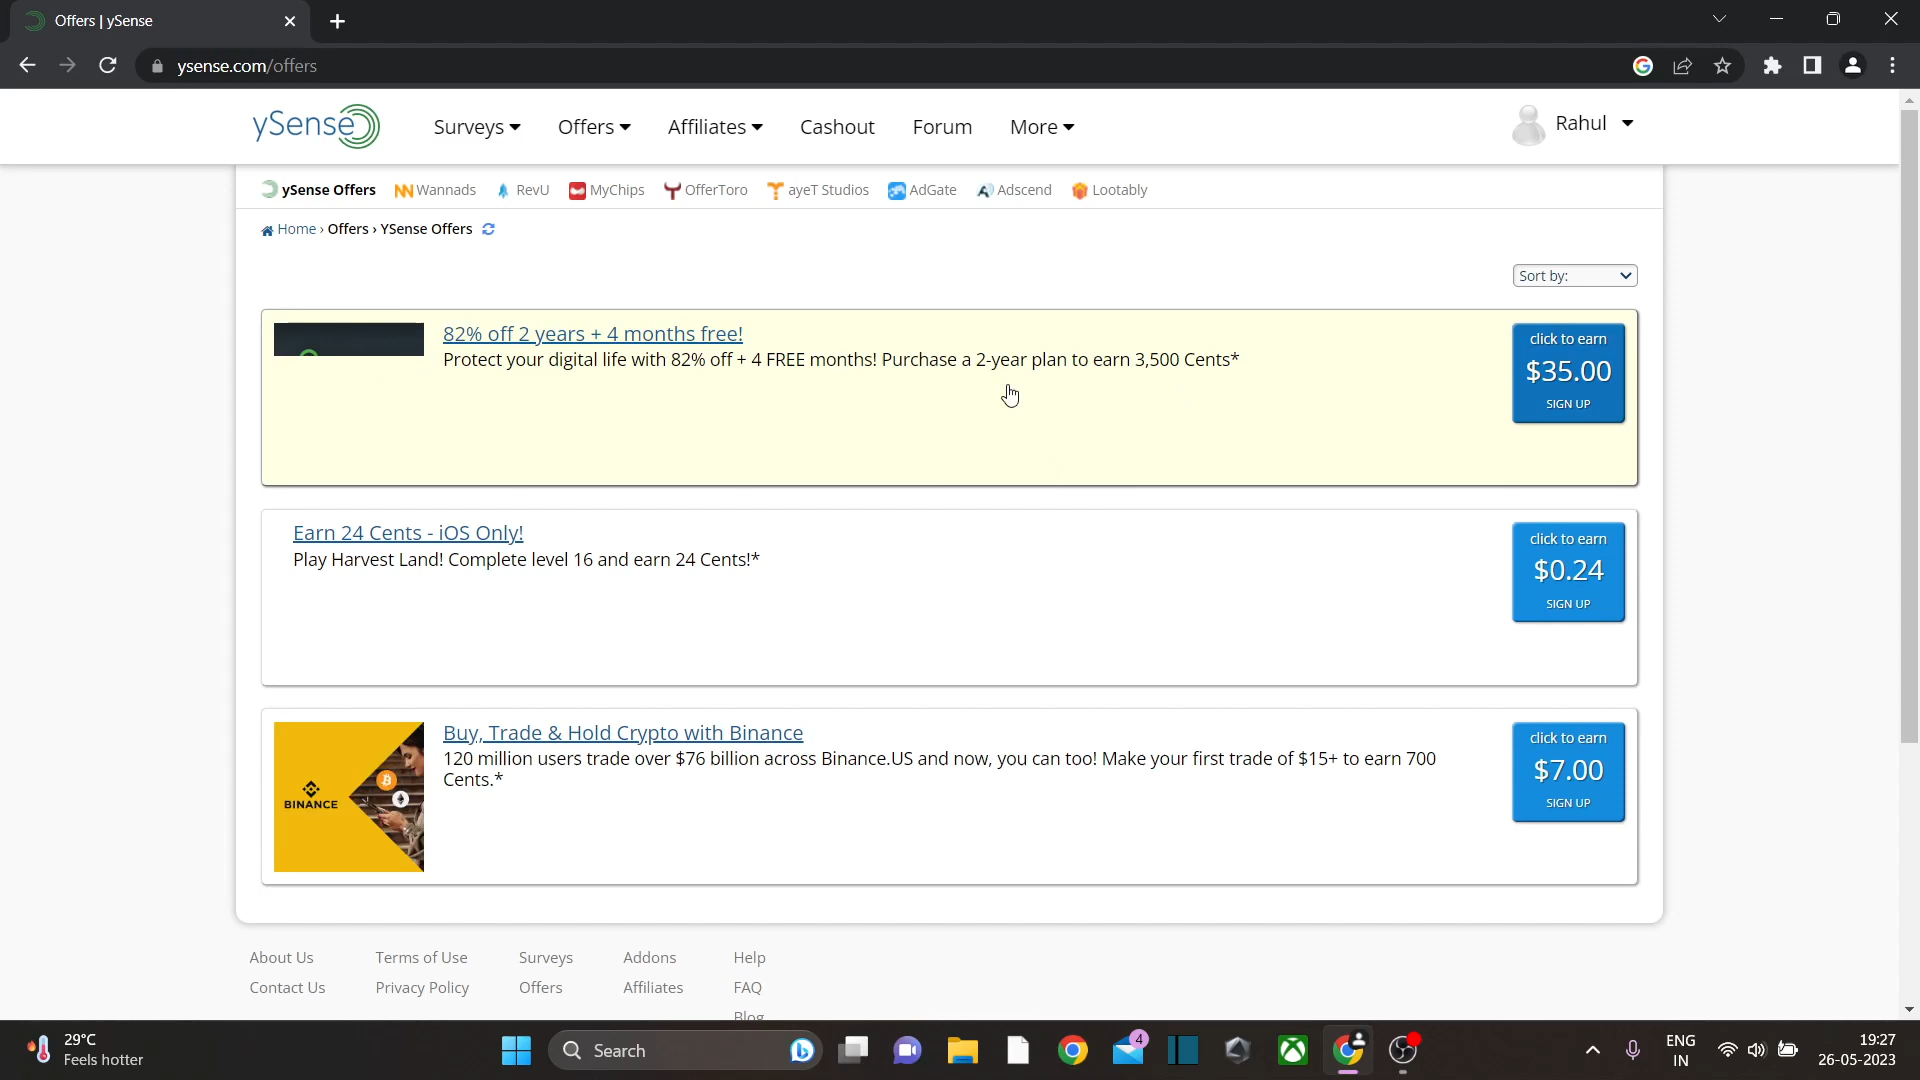 Offers | ySense
ysense.com/offers
ySense
Surveys
Offers
Affiliates
Cashout
Forum
More
Rahul
ySense Offers
Wannads
RevU
MyChips
OfferToro
ayeT Studios
AdGate
Adscend
Lootably
Home › Offers › YSense Offers
Sort by:
82% off 2 years + 4 months free!
Protect your digital life with 82% off + 4 FREE months! Purchase a 2-year plan to earn 3,500 Cents*
click to earn
$35.00
SIGN UP
Earn 24 Cents - iOS Only!
Play Harvest Land! Complete level 16 and earn 24 Cents!*
click to earn
$0.24
SIGN UP
BINANCE
Buy, Trade & Hold Crypto with Binance
120 million users trade over $76 billion across Binance.US and now, you can too! Make your first trade of $15+ to earn 700
Cents.*
click to earn
$7.00
SIGN UP
About Us
Terms of Use
Surveys
Addons
Help
Contact Us
Privacy Policy
Offers
Affiliates
FAQ
Blog
29°C
Feels hotter
Search
4
ENG
IN
19:27
26-05-2023